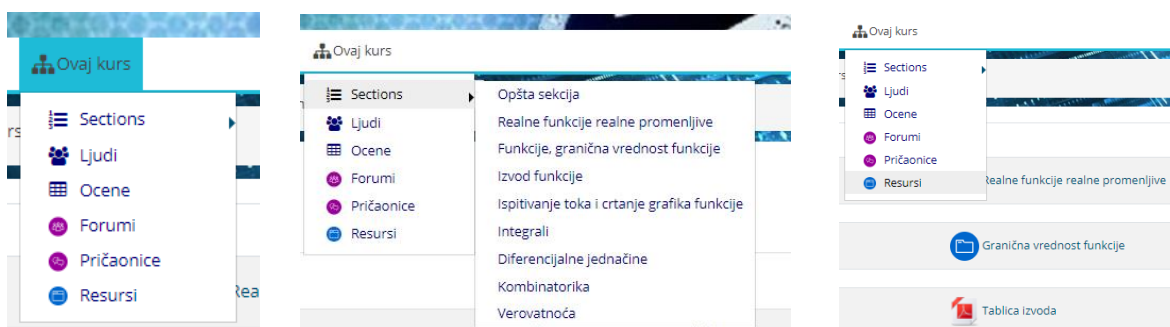 Ovaj kurs
Sections
Ljudi
Ocene
Forumi
Pričaonice
Resursi
Ovaj kurs
Sections
Ljudi
Ocene
Forumi
Pričaonice
Resursi
Opšta sekcija
Realne funkcije realne promenljive
Funkcije, granična vrednost funkcije
Izvod funkcije
Ispitivanje toka i crtanje grafika funkcije
Integrali
Diferencijalne jednačine
Kombinatorika
Verovatnoća
Ovaj kurs
Sections
Ljudi
Ocene
Forumi
Pričaonice
Resursi
Realne funkcije realne promenljive
Granična vrednost funkcije
Tablica izvoda